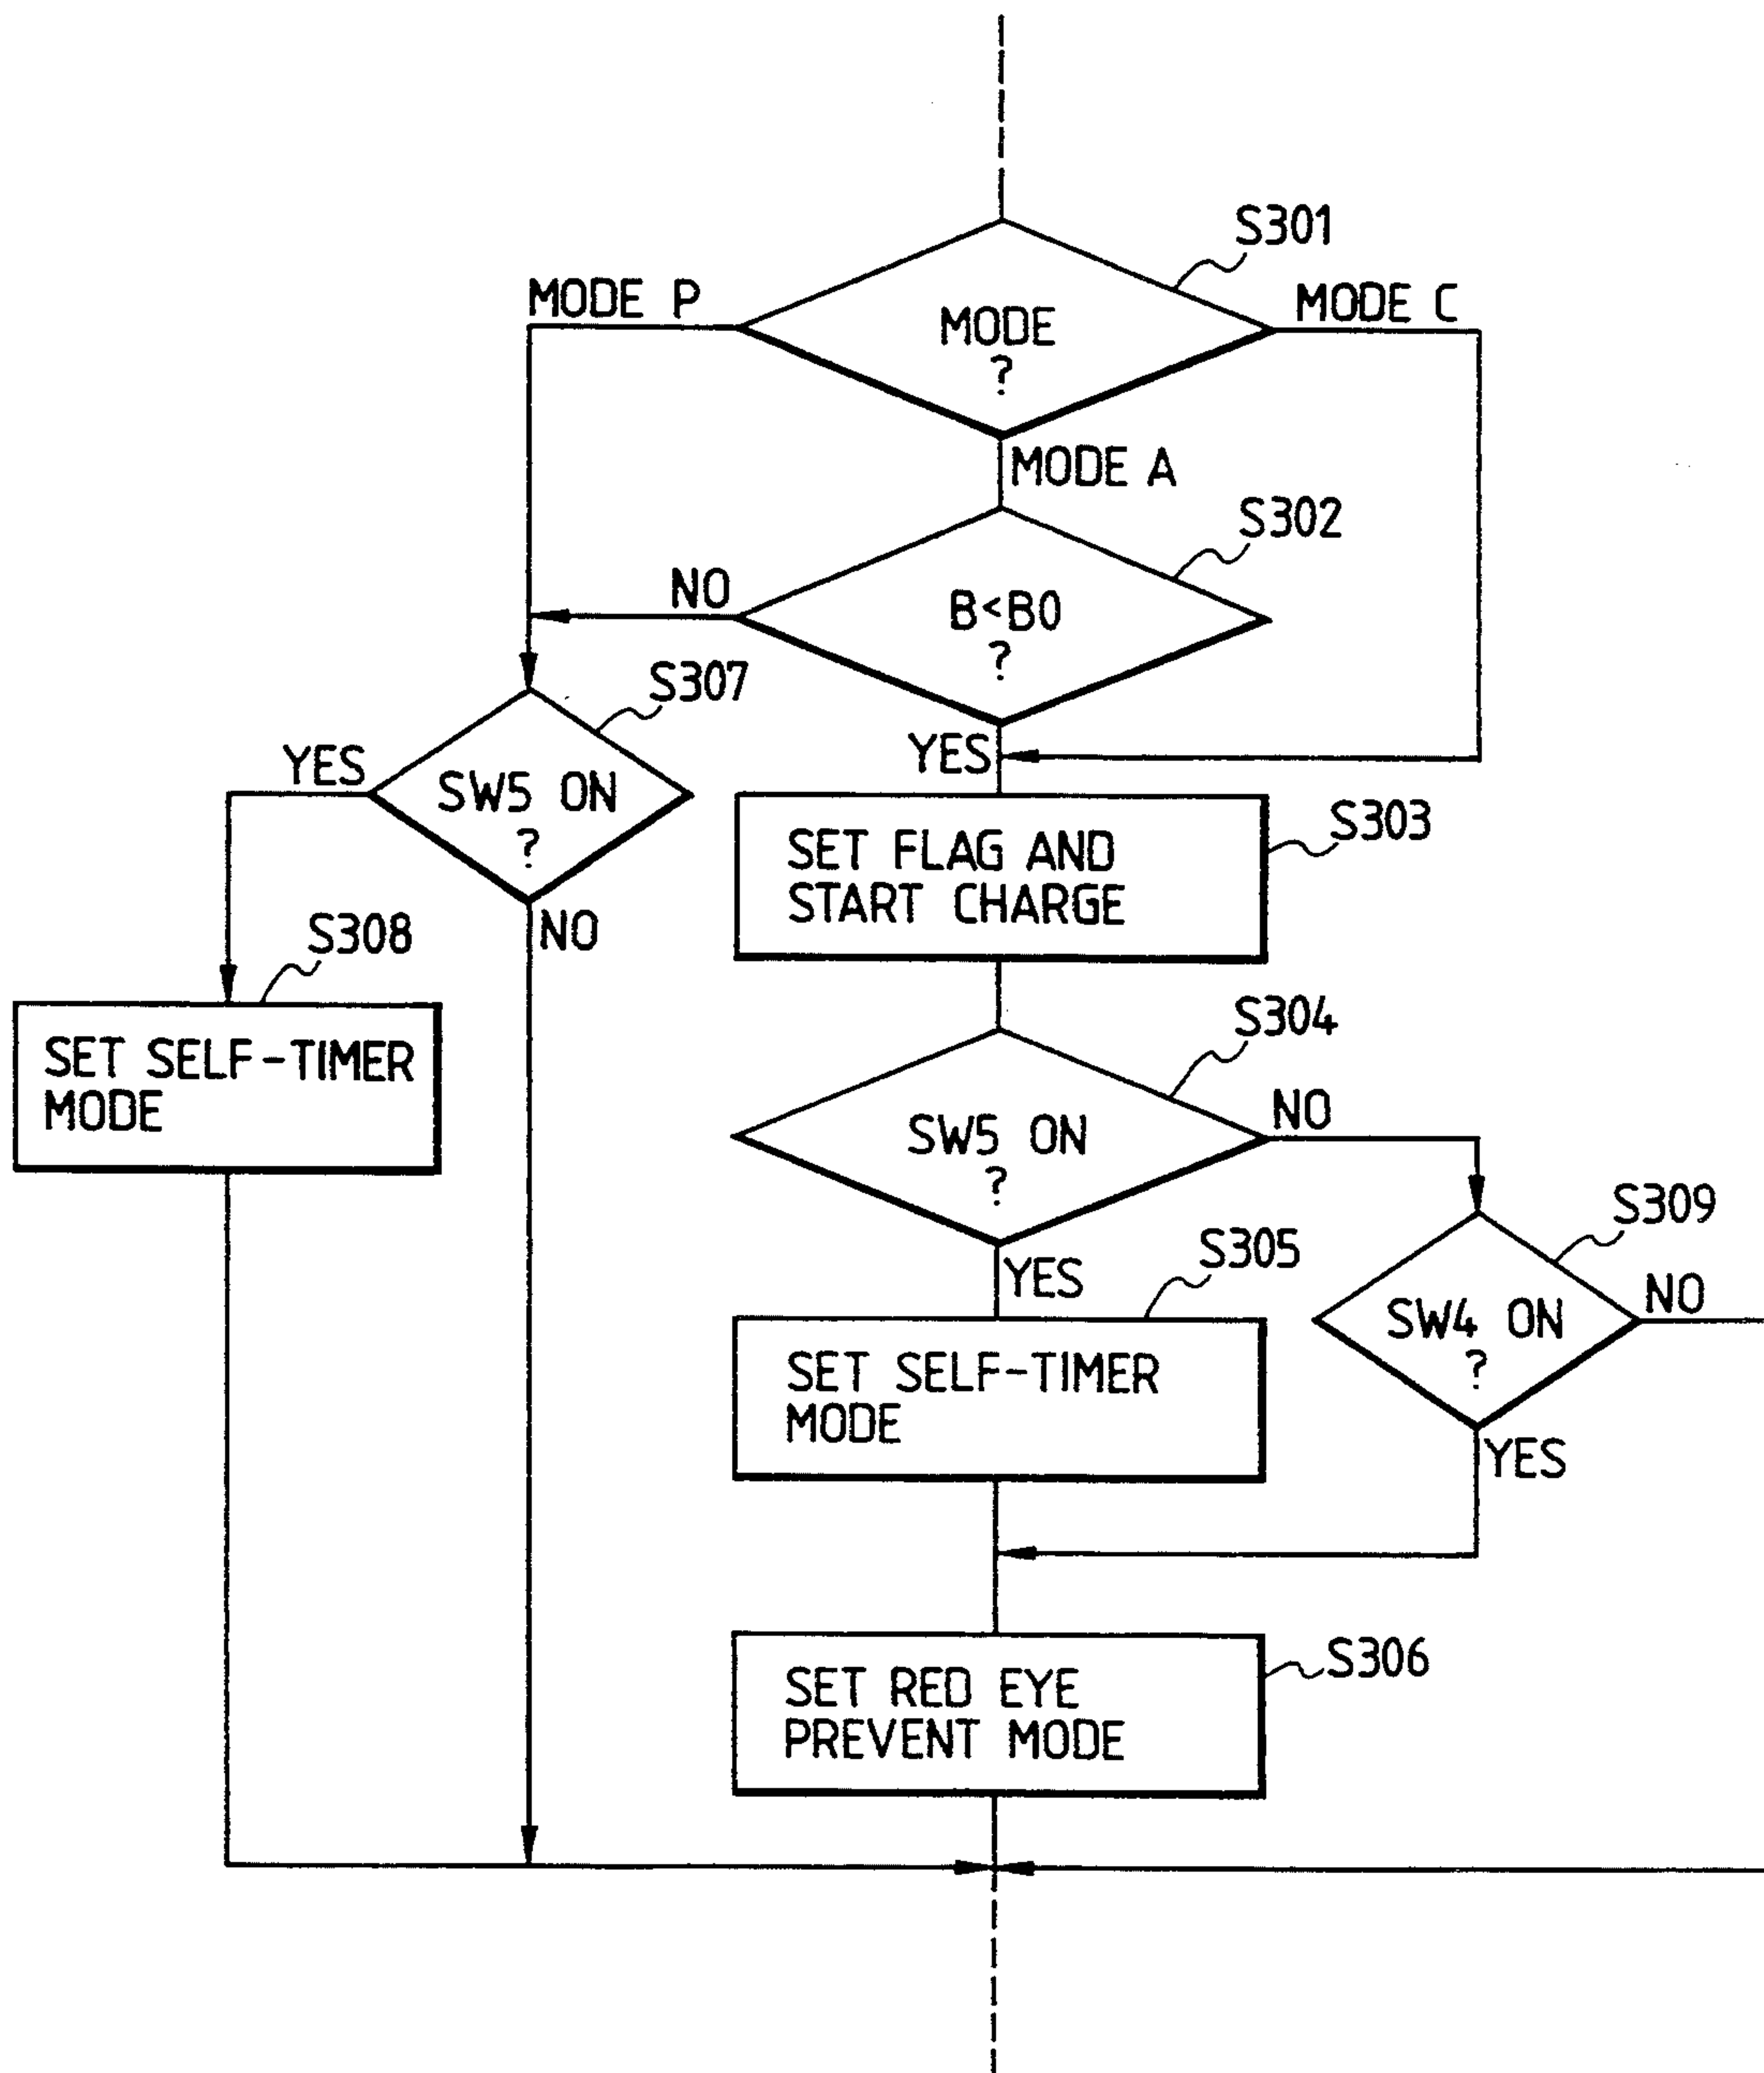 S301
MODE P
MODE C
MODE
?
MODE A
S302
NO
B<B0
?
S307
YES
YES
SW5 ON
?
S303
SET FLAG AND
START CHARGE
NO
S308
S304
SET SELF-TIMER
MODE
NO
SW5 ON
?
S309
S305
YES
NO
SW4 ON
?
SET SELF-TIMER
MODE
YES
S306
SET RED EYE
PREVENT MODE